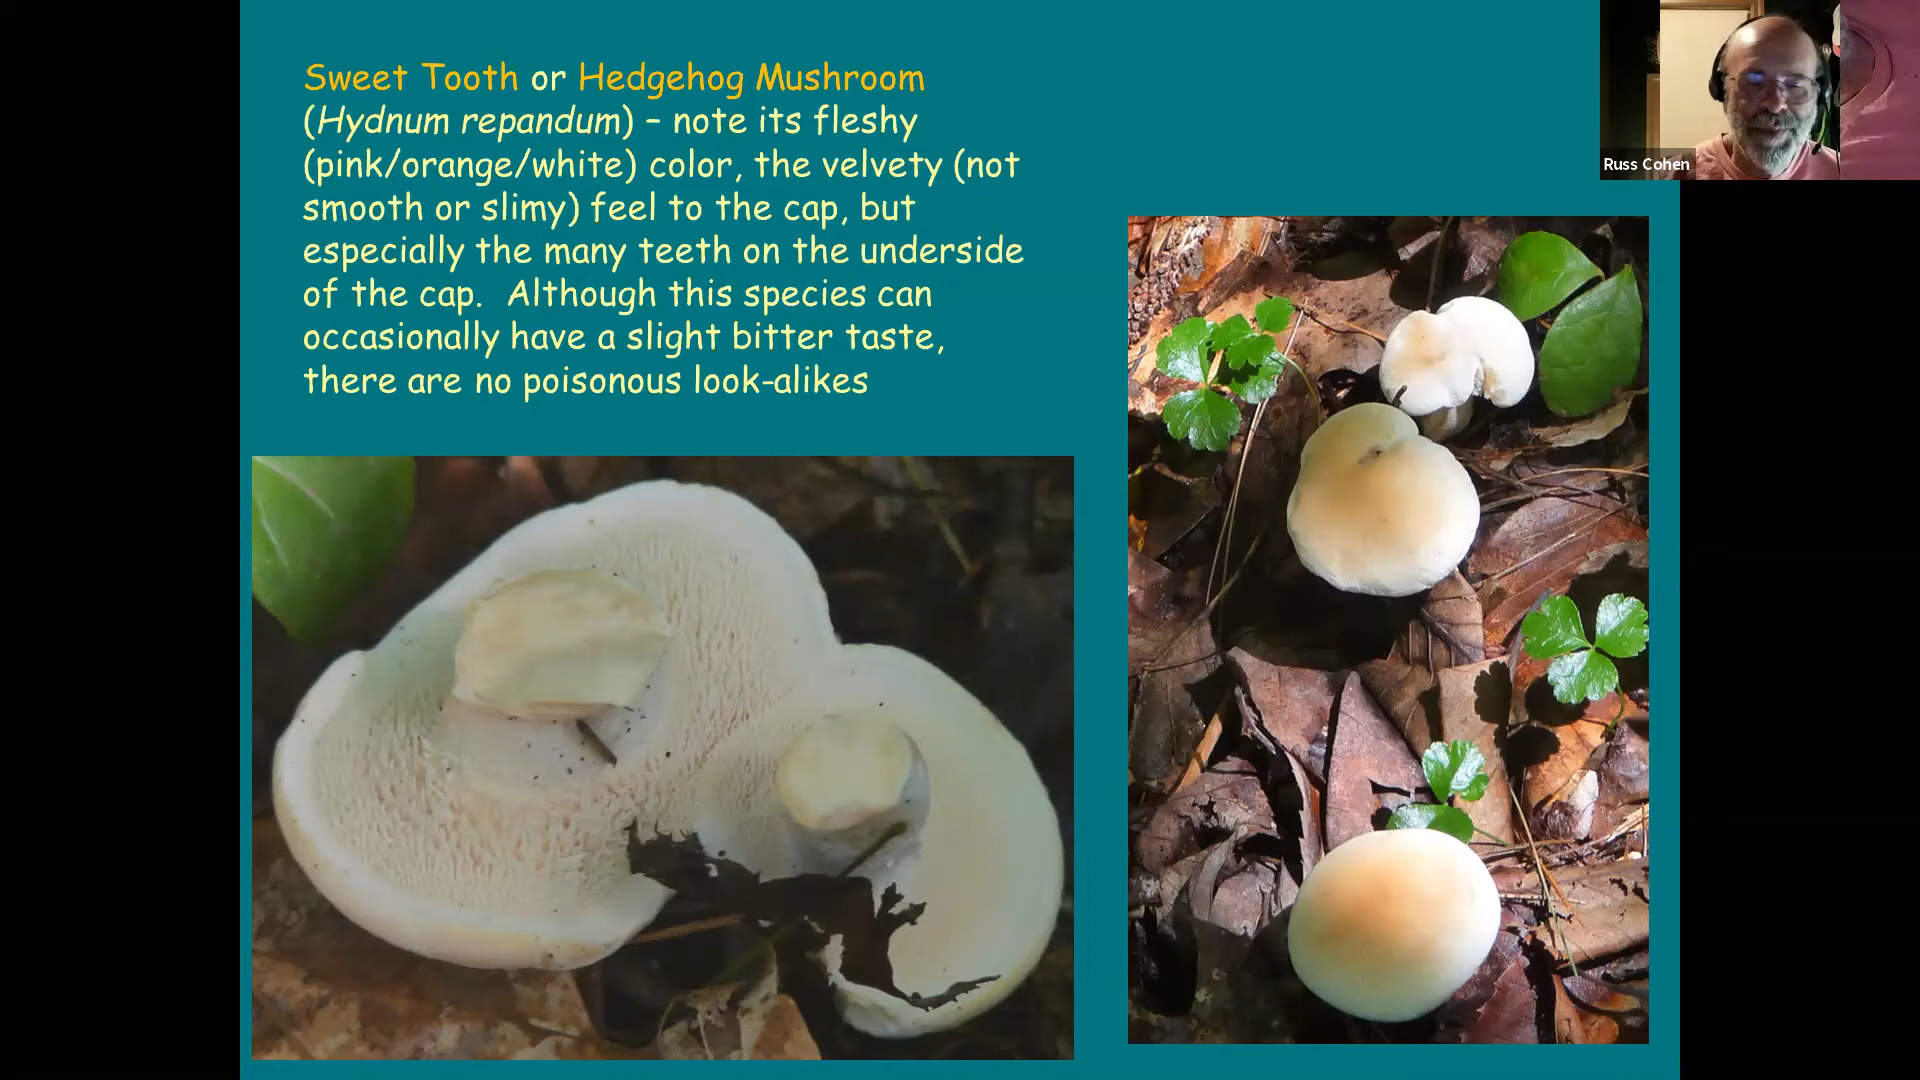 Sweet Tooth or Hedgehog Mushroom
(Hydnum repandum) – note its fleshy
(pink/orange/white) color, the velvety (not
smooth or slimy) feel to the cap, but
especially the many teeth on the underside
of the cap.  Although this species can
occasionally have a slight bitter taste,
there are no poisonous look-alikes
Russ Cohen